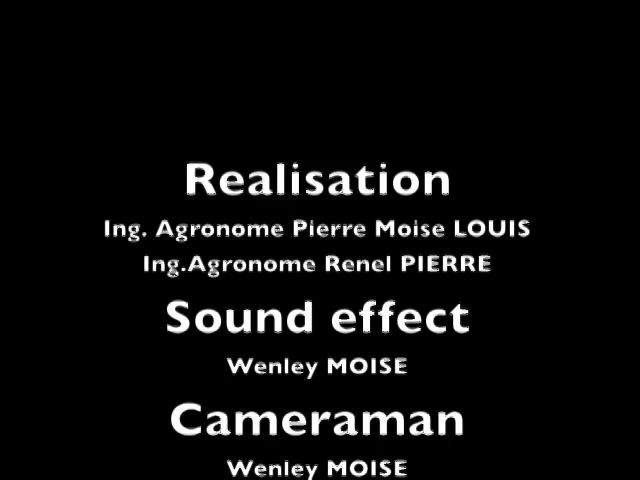 Realisation
Ing. Agronome Pierre Moise LOUIS
Ing.Agronome Renel PIERRE
Sound effect
Wenley MOISE
Cameraman
Wenley MOISE